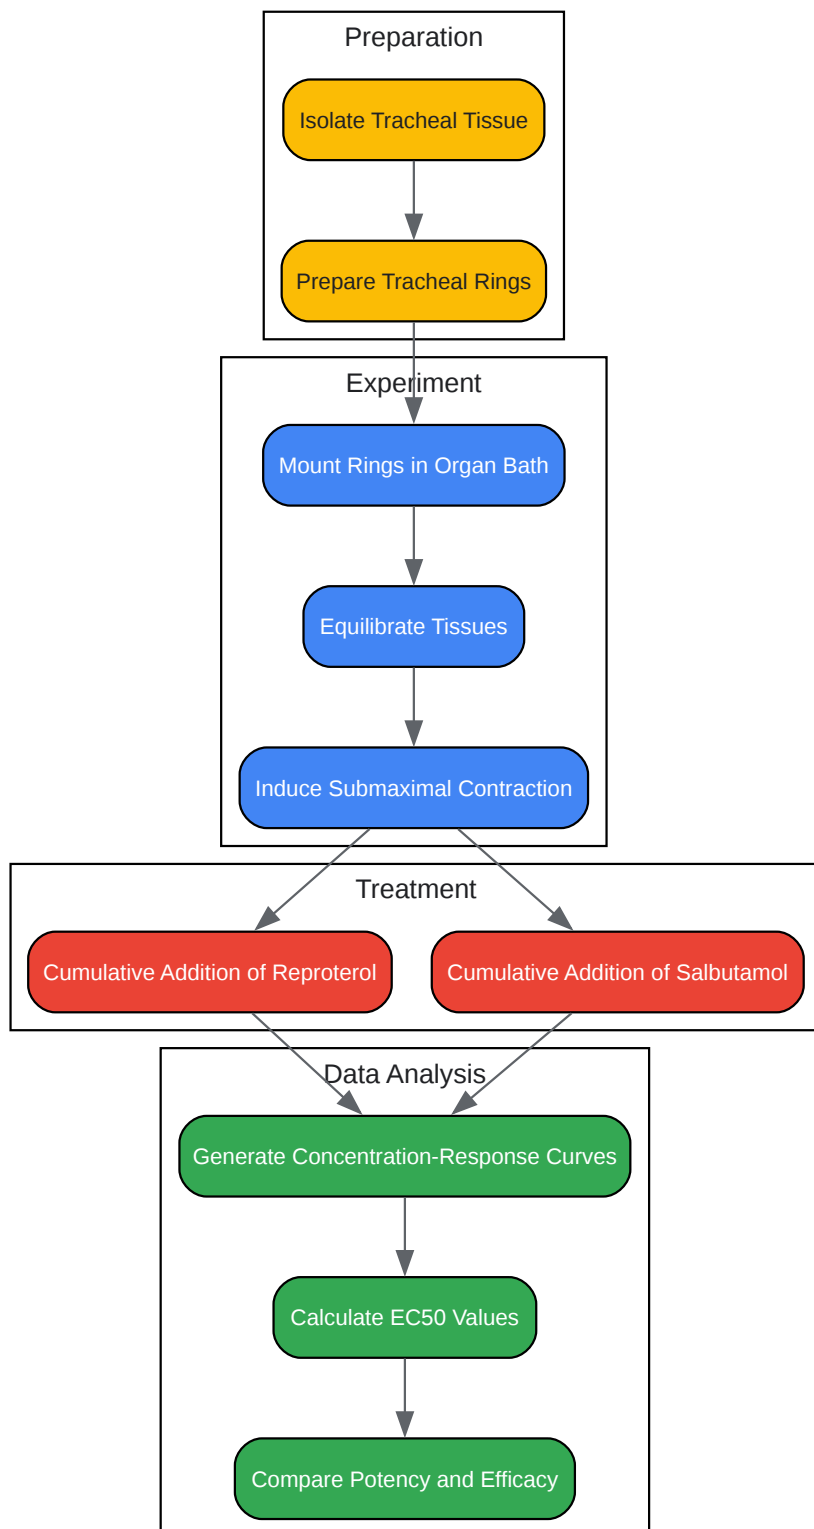 Preparation
Isolate Tracheal Tissue
Prepare Tracheal Rings
Experiment
Mount Rings in Organ Bath
Equilibrate Tissues
Induce Submaximal Contraction
Treatment
Cumulative Addition of Reproterol
Cumulative Addition of Salbutamol
Data Analysis
Generate Concentration-Response Curves
Calculate EC50 Values
Compare Potency and Efficacy